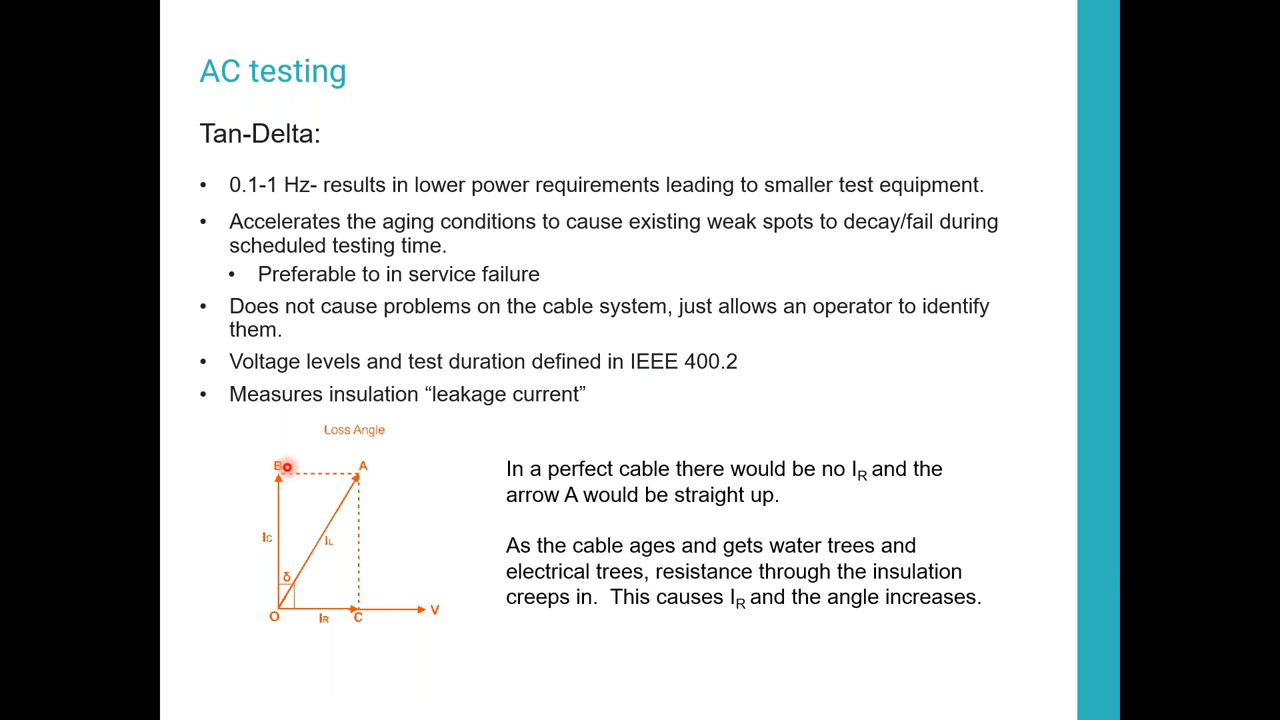 AC testing
Tan-Delta:
• 0.1-1 Hz- results in lower power requirements leading to smaller test equipment.
• Accelerates the aging conditions to cause existing weak spots to decay/fail during
scheduled testing time.
• Preferable to in service failure
• Does not cause problems on the cable system, just allows an operator to identify
them.
• Voltage levels and test duration defined in IEEE 400.2
• Measures insulation “leakage current”
Loss Angle
B
A
In a perfect cable there would be no IR and the
arrow A would be straight up.
IC
IL
As the cable ages and gets water trees and
electrical trees, resistance through the insulation
creeps in.  This causes IR and the angle increases.
δ
O
IR
C
V